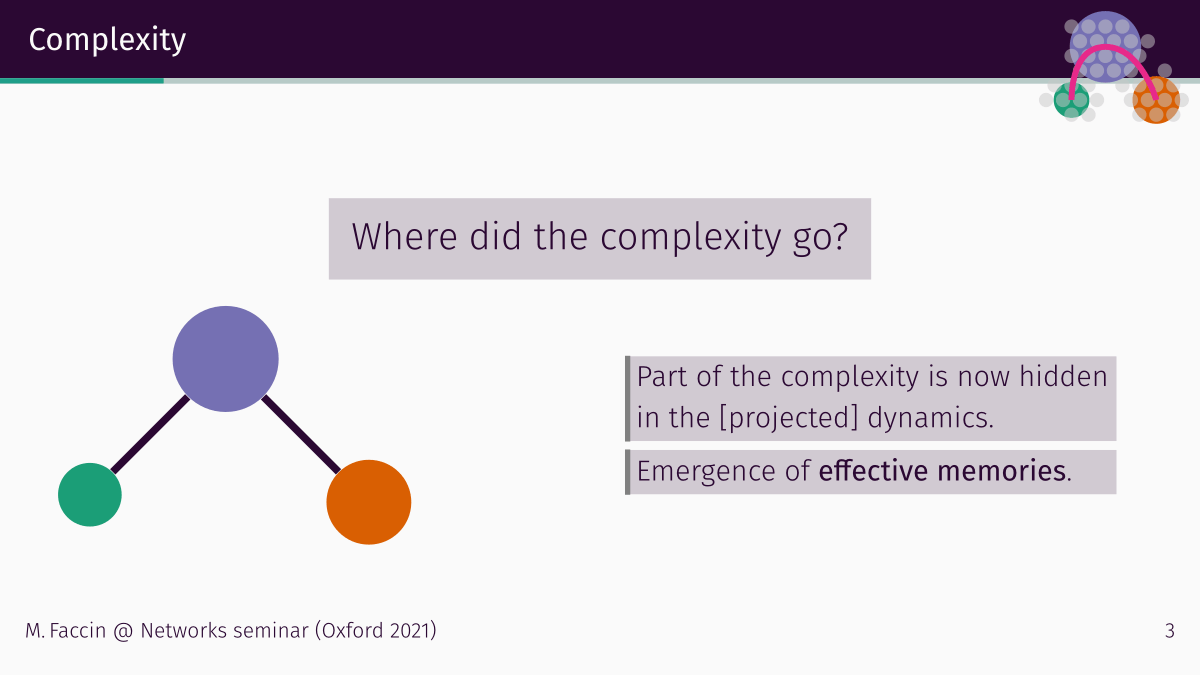 Complexity
Where did the complexity go?
Part of the complexity is now hidden
in the [projected] dynamics.
Emergence of effective memories.
M. Faccin @ Networks seminar (Oxford 2021)
3